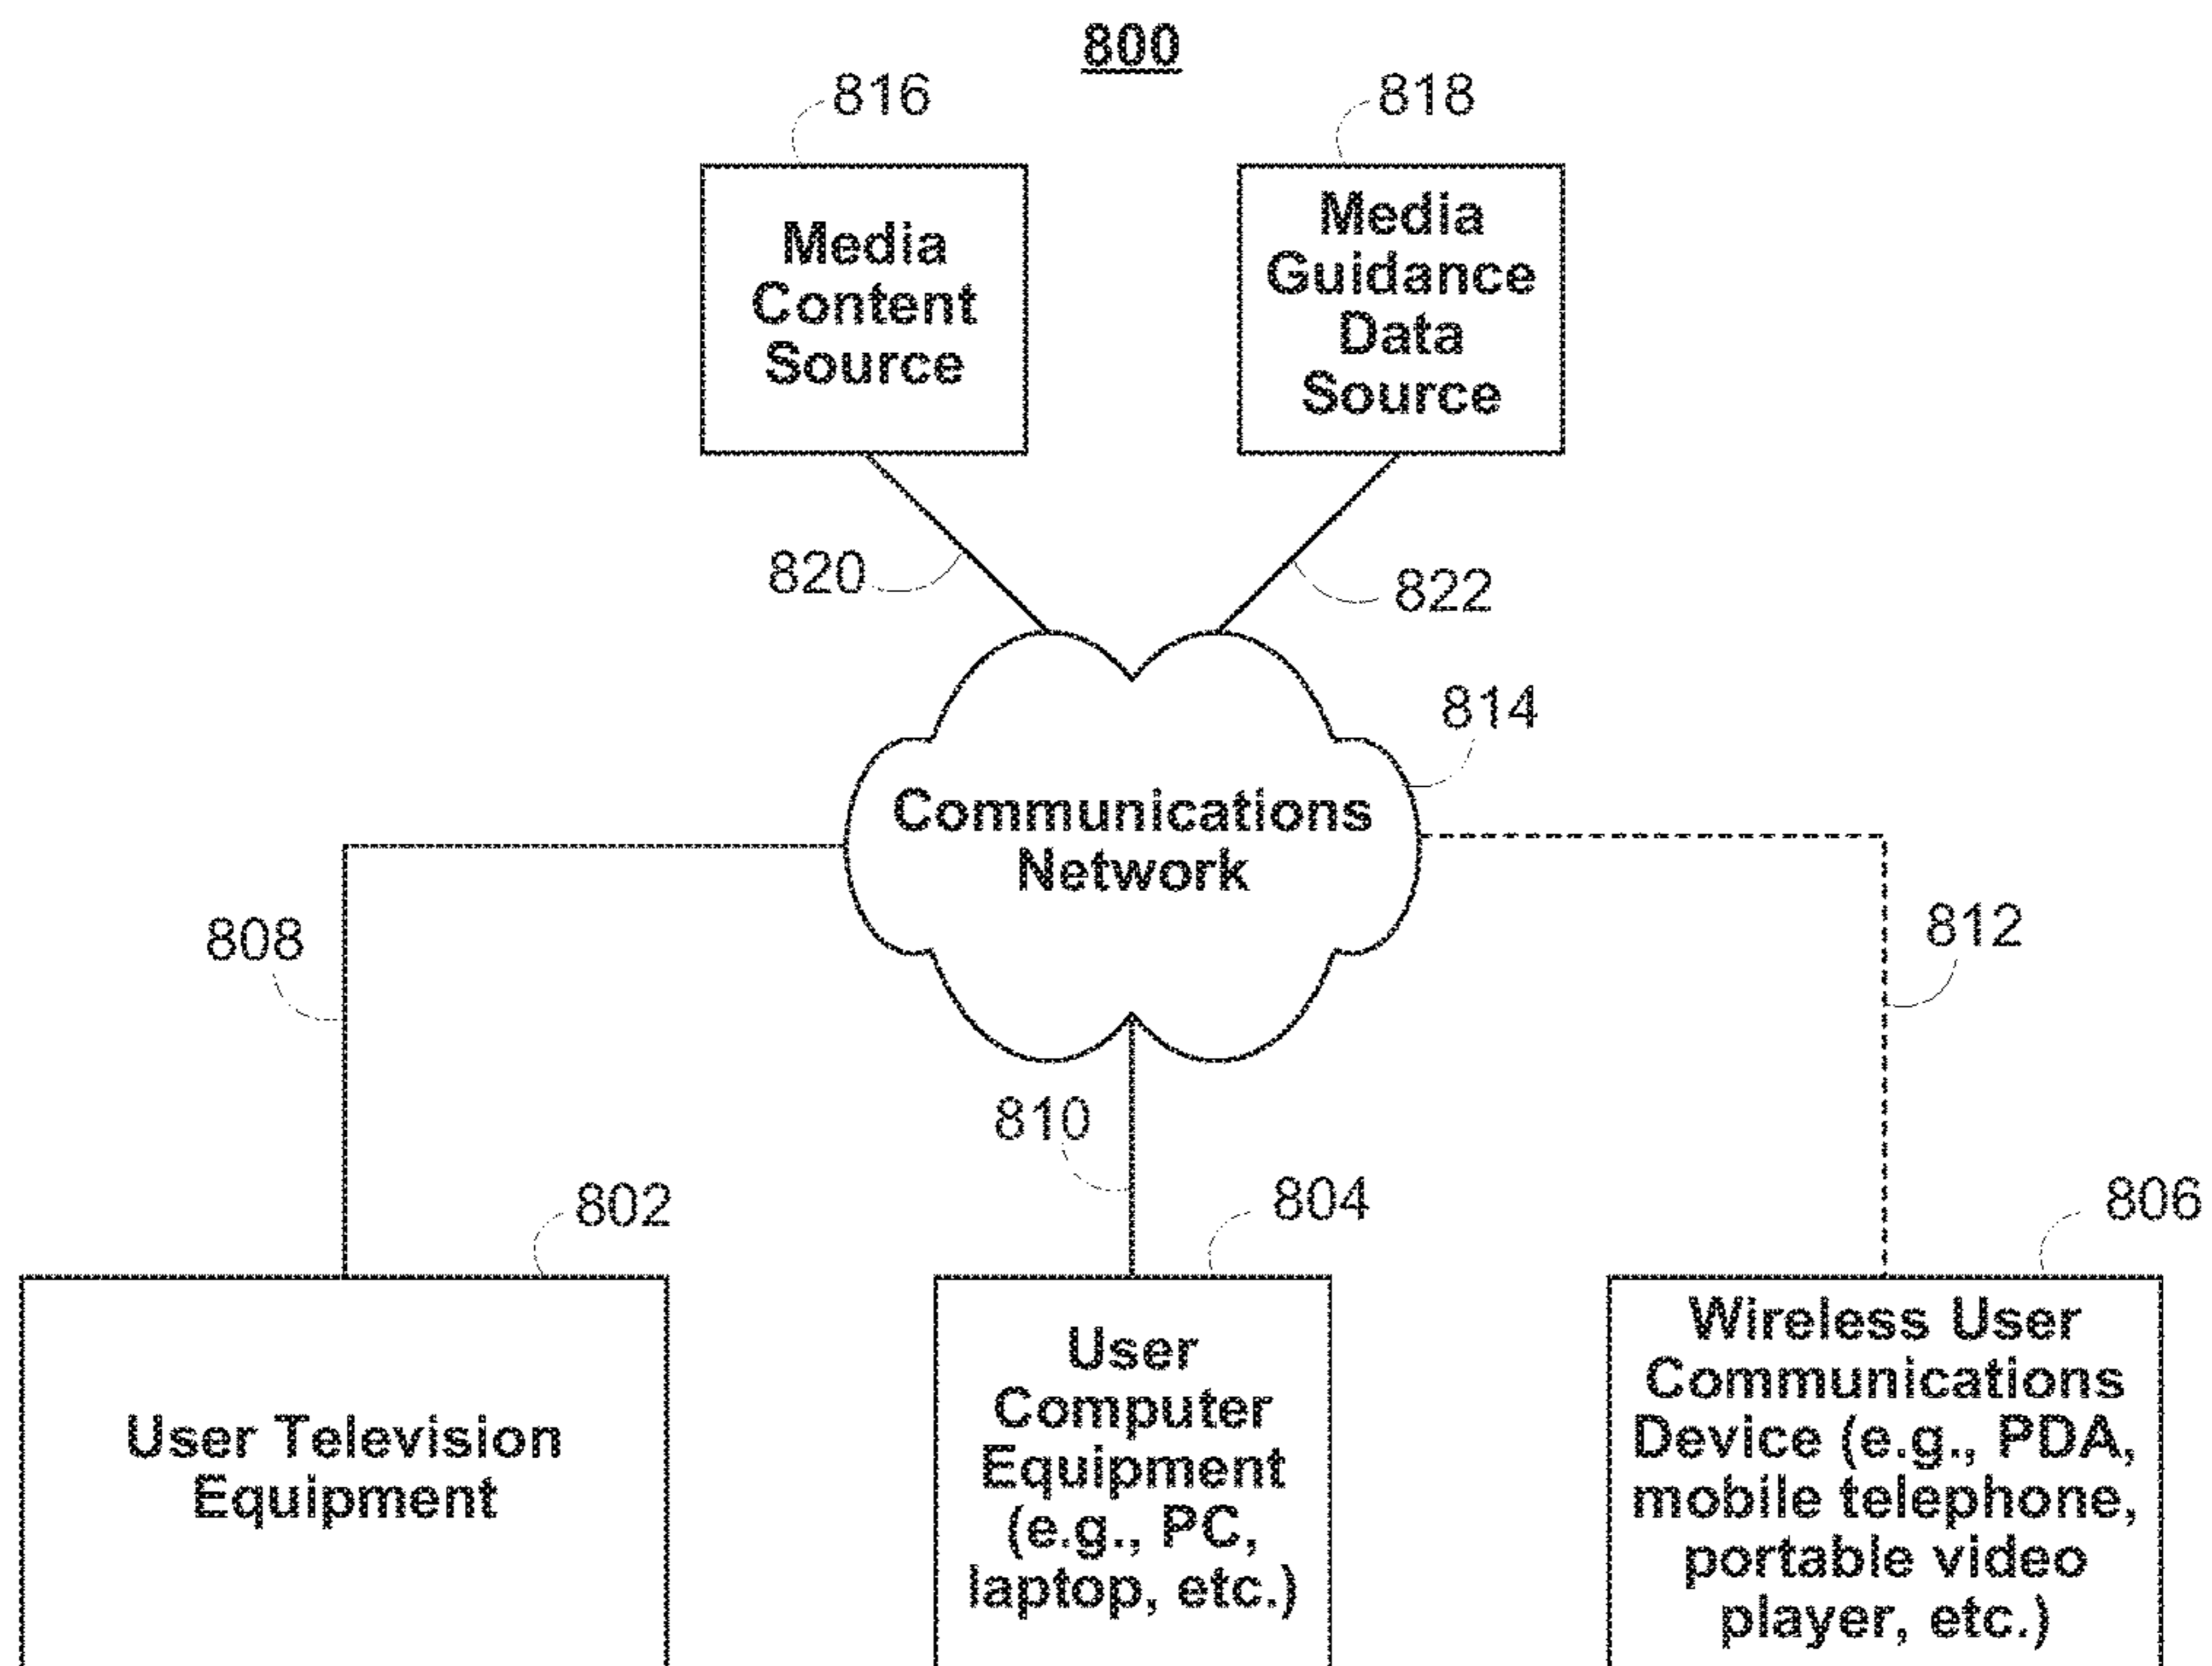 800
816
818
Media
Content
Source
Media
Guidance
Data
Source
820
822
814
Communications
Network
808
812
810
802
804
806
User Television
Equipment
User
Computer
Equipment
(e.g., PC,
laptop, etc.)
Wireless User
Communications
Device (e.g., PDA,
mobile telephone,
portable video
player, etc.)